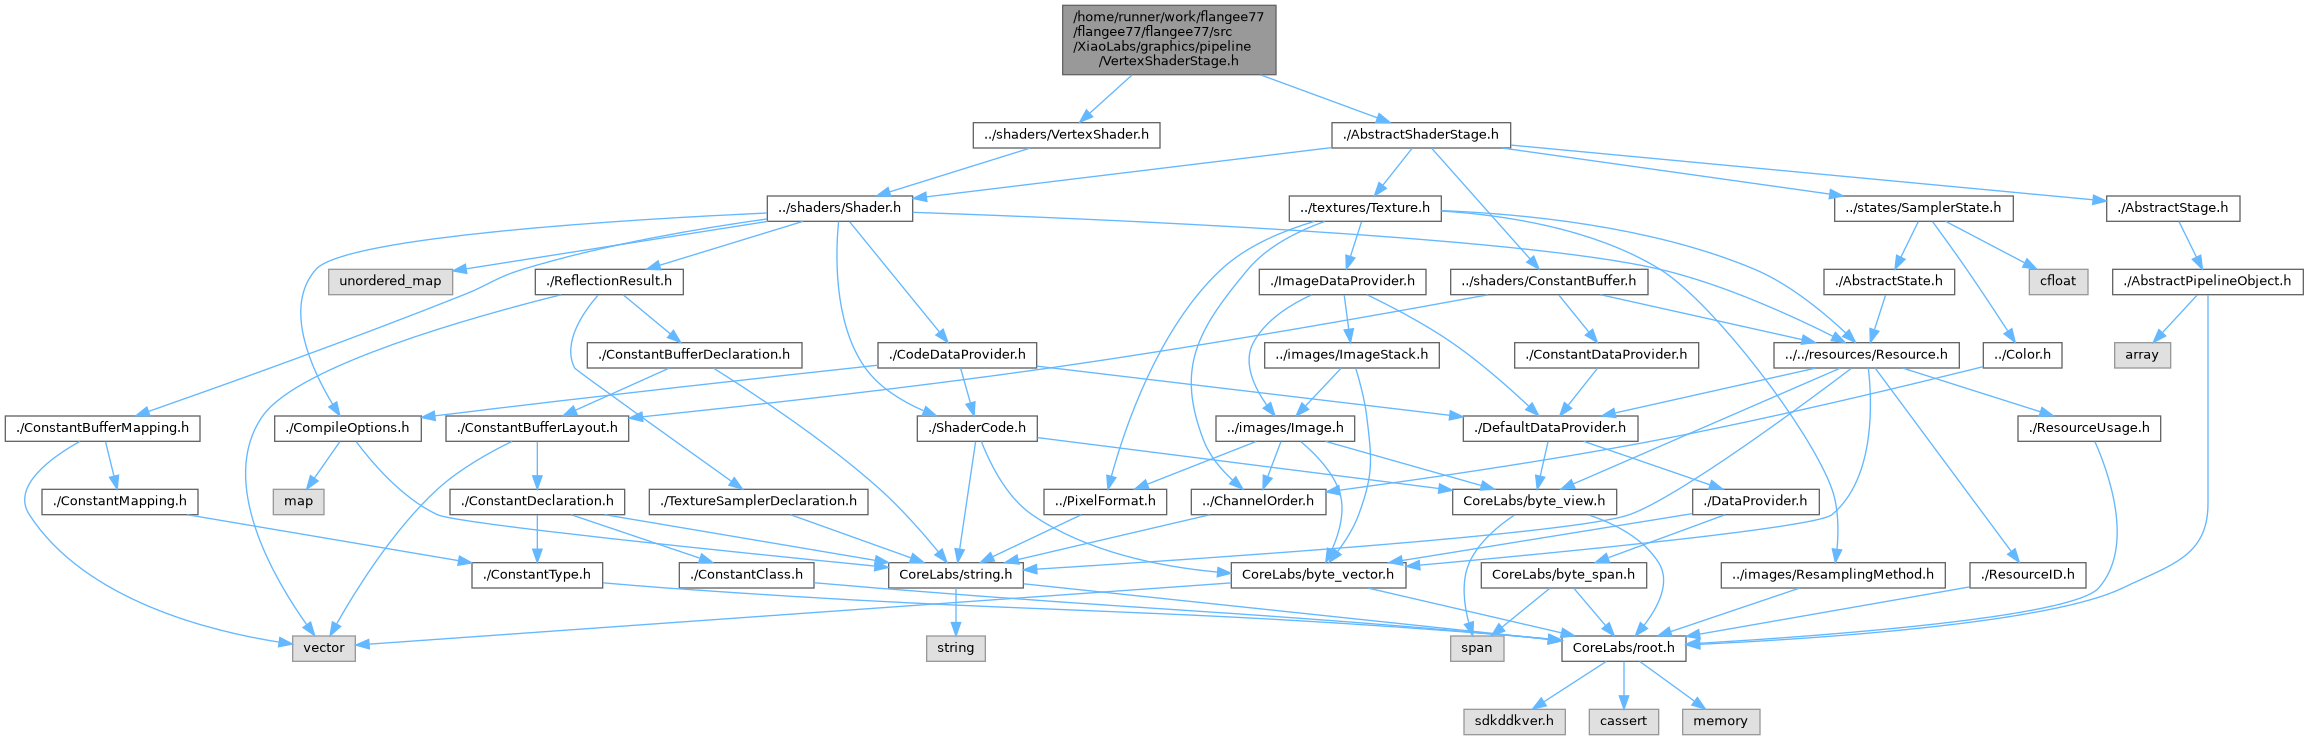 /home/runner/work/flangee77
/flangee77/flangee77/src
/XiaoLabs/graphics/pipeline
/VertexShaderStage.h
../shaders/VertexShader.h
./AbstractShaderStage.h
../shaders/Shader.h
../textures/Texture.h
../states/SamplerState.h
./AbstractStage.h
unordered_map
./ReflectionResult.h
./ImageDataProvider.h
../shaders/ConstantBuffer.h
./AbstractState.h
cfloat
./AbstractPipelineObject.h
./ConstantBufferDeclaration.h
./CodeDataProvider.h
../images/ImageStack.h
./ConstantDataProvider.h
../../resources/Resource.h
../Color.h
array
./ConstantBufferMapping.h
./CompileOptions.h
./ConstantBufferLayout.h
./ShaderCode.h
../images/Image.h
./DefaultDataProvider.h
./ResourceUsage.h
./ConstantMapping.h
map
./ConstantDeclaration.h
./TextureSamplerDeclaration.h
../PixelFormat.h
../ChannelOrder.h
CoreLabs/byte_view.h
./DataProvider.h
./ConstantType.h
./ConstantClass.h
CoreLabs/string.h
CoreLabs/byte_vector.h
CoreLabs/byte_span.h
../images/ResamplingMethod.h
./ResourceID.h
vector
string
span
CoreLabs/root.h
sdkddkver.h
cassert
memory